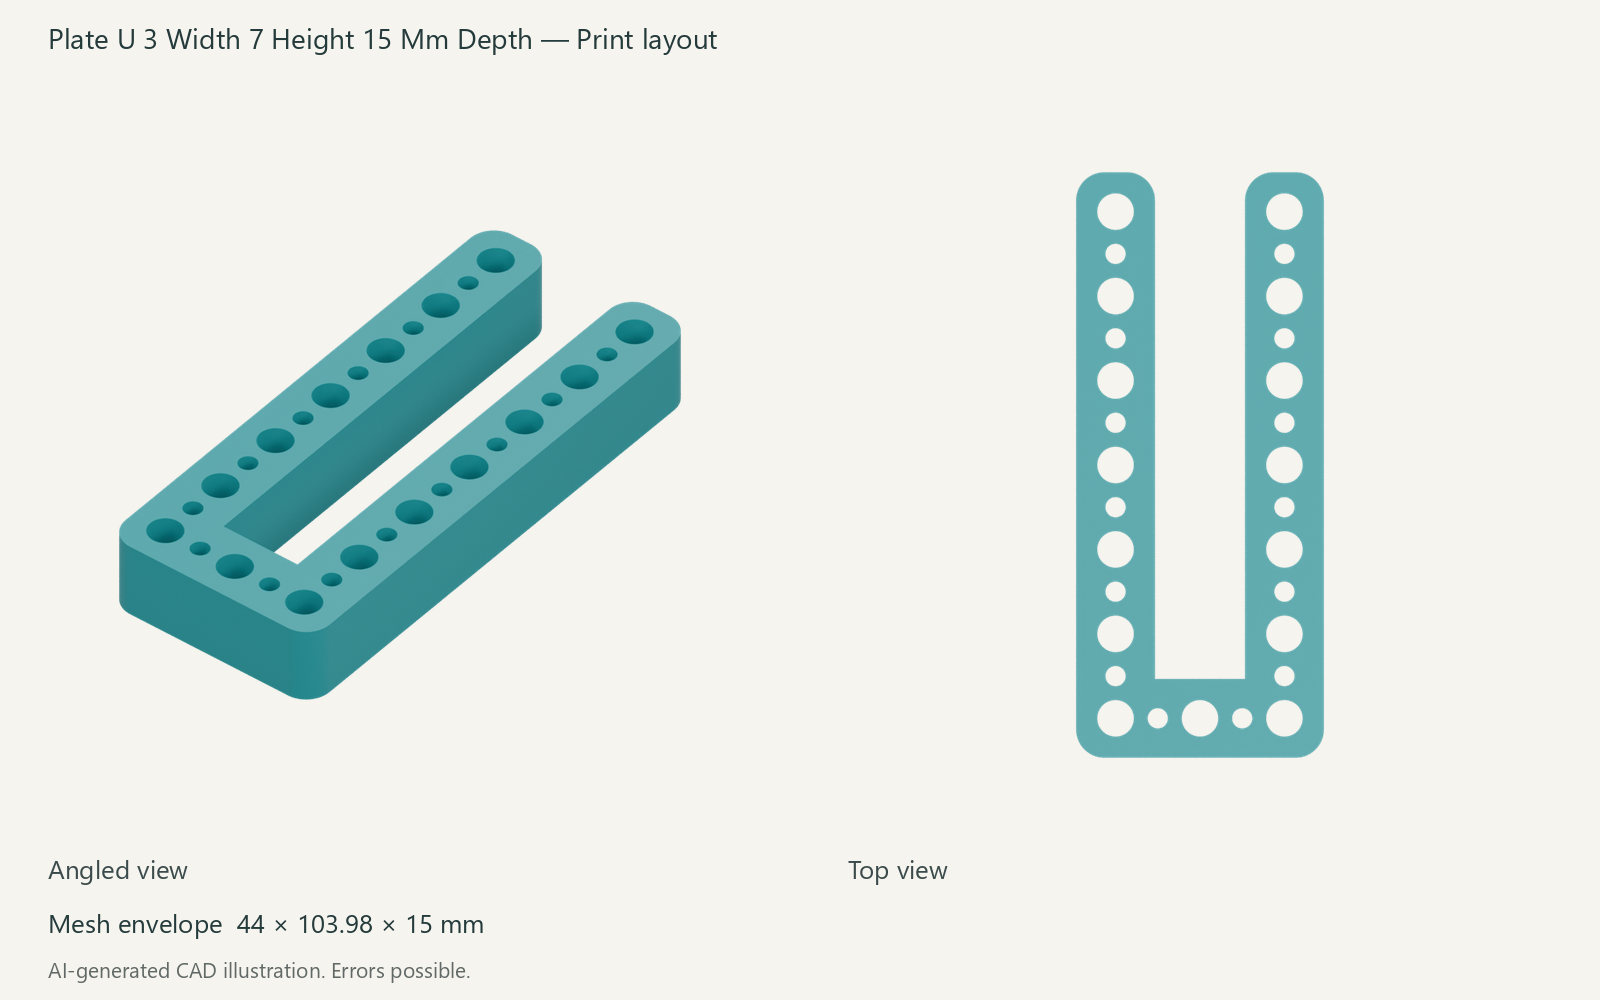 Plate U 3 Width 7 Height 15 Mm Depth — Print layout
Angled view
Top view
Mesh envelope  44 × 103.98 × 15 mm
AI-generated CAD illustration. Errors possible.